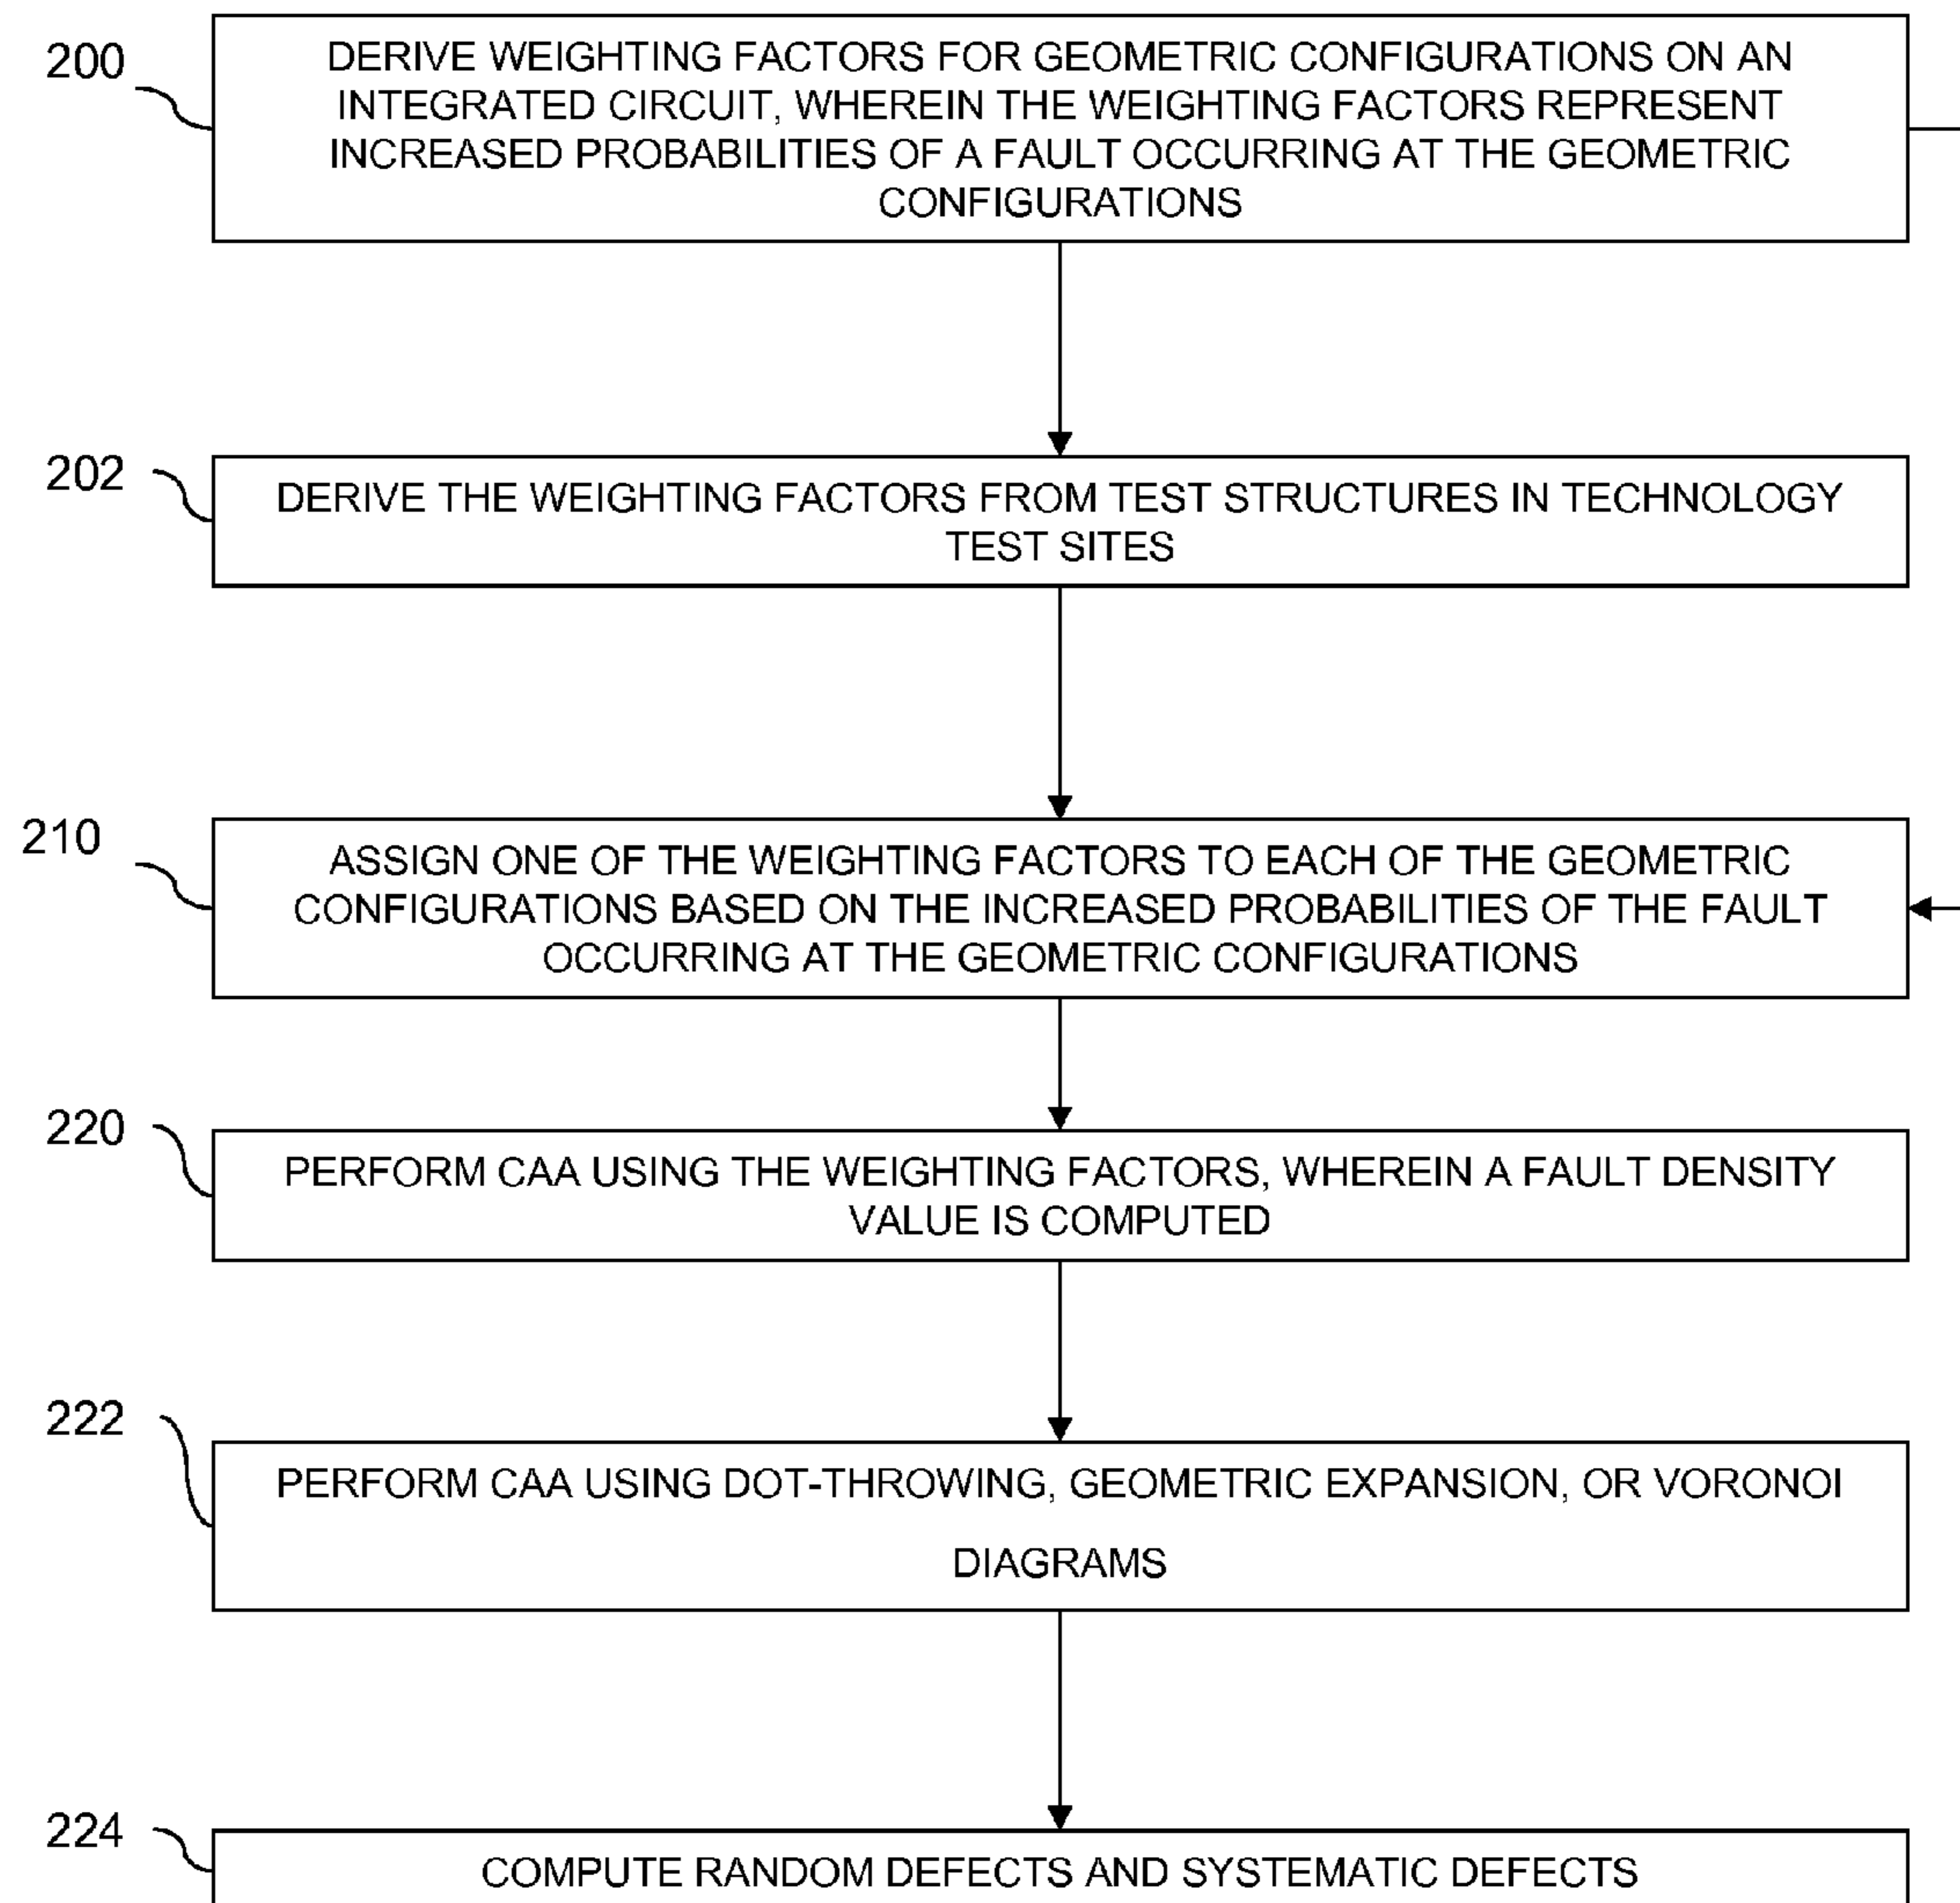 200
DERIVE WEIGHTING FACTORS FOR GEOMETRIC CONFIGURATIONS ON AN
INTEGRATED CIRCUIT, WHEREIN THE WEIGHTING FACTORS REPRESENT
INCREASED PROBABILITIES OF A FAULT OCCURRING AT THE GEOMETRIC
CONFIGURATIONS
202
DERIVE THE WEIGHTING FACTORS FROM TEST STRUCTURES IN TECHNOLOGY
TEST SITES
210
ASSIGN ONE OF THE WEIGHTING FACTORS TO EACH OF THE GEOMETRIC
CONFIGURATIONS BASED ON THE INCREASED PROBABILITIES OF THE FAULT
OCCURRING AT THE GEOMETRIC CONFIGURATIONS
220
PERFORM CAA USING THE WEIGHTING FACTORS, WHEREIN A FAULT DENSITY
VALUE IS COMPUTED
222
PERFORM CAA USING DOT-THROWING, GEOMETRIC EXPANSION, OR VORONOI
DIAGRAMS
224
COMPUTE RANDOM DEFECTS AND SYSTEMATIC DEFECTS